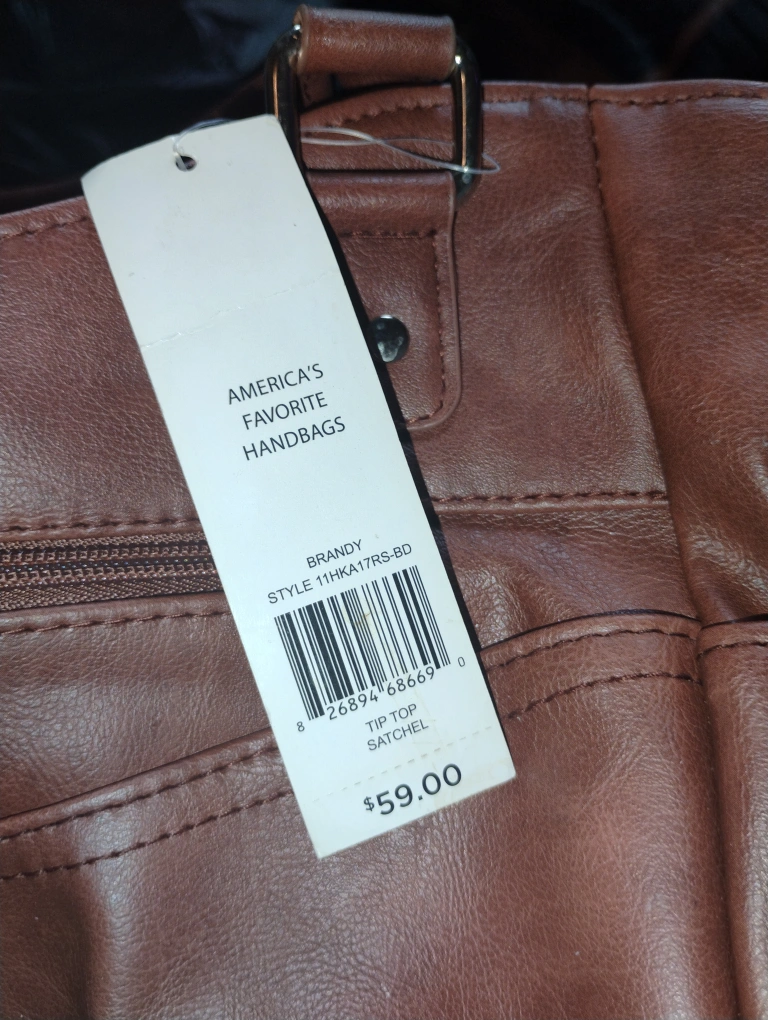 AMERICA'S
FAVORITE
HANDBAGS
BRANDY
STYLE 11HKA17RS-BD
8 26894 68669 0
TIP TOP
SATCHEL
$59.00